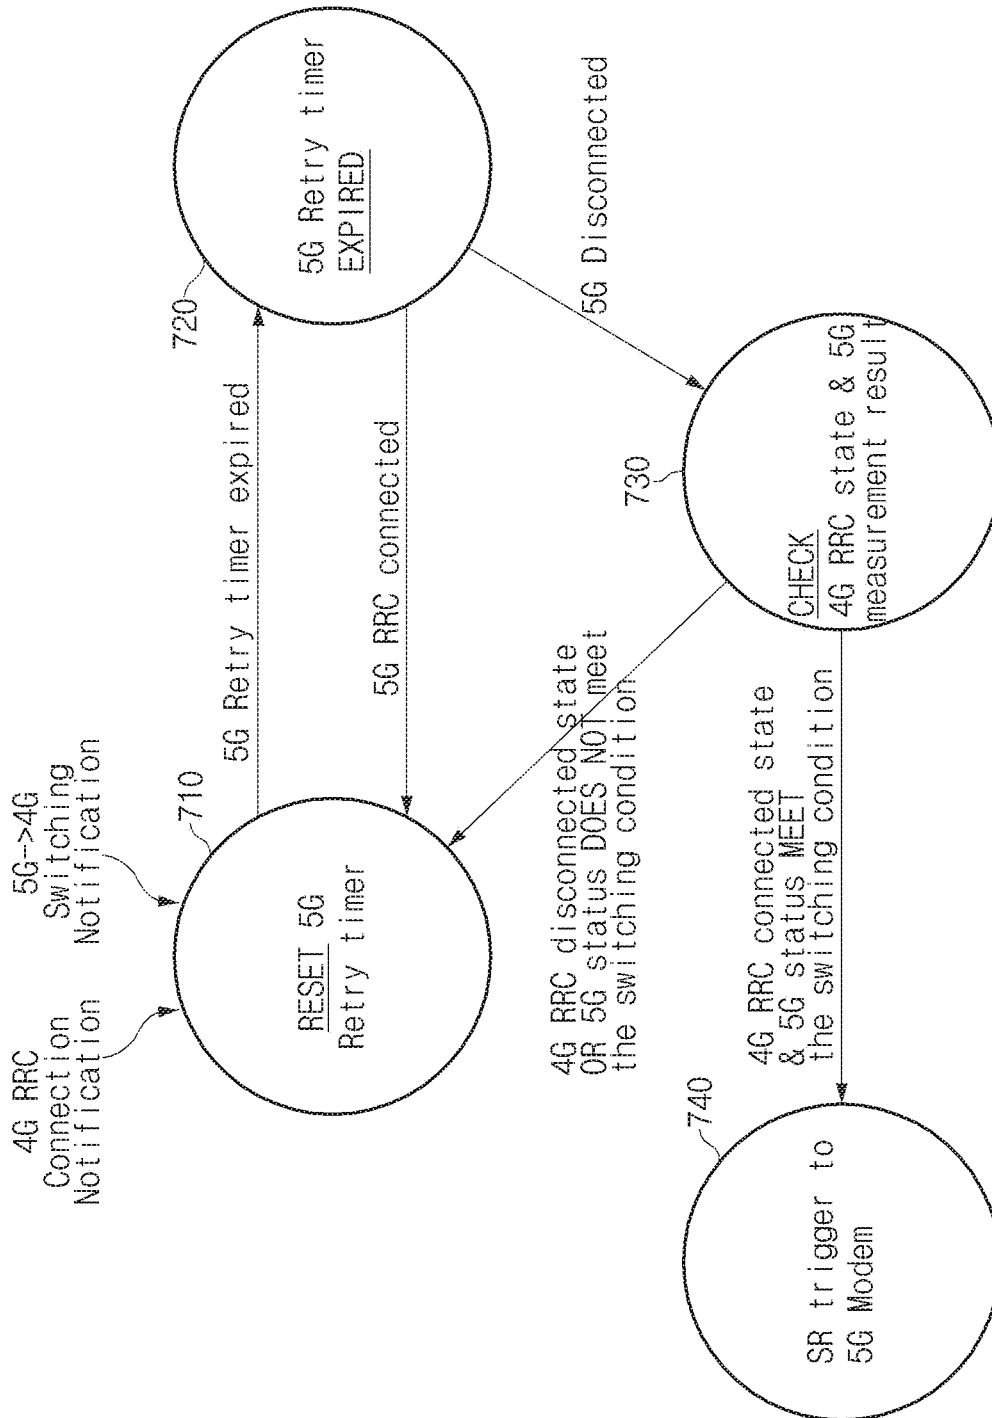 4G RRC
Connection
Notification
5G-->4G
Switching
Notification
710
RESET 5G
Retry timer
5G Retry timer expired
5G RRC connected
720
5G Retry timer
EXPIRED
5G Disconnected
730
CHECK
4G RRC state & 5G
measurement result
4G RRC disconnected state
OR 5G status DOES NOT meet
the switching condition
4G RRC connected state
& 5G status MEET
the switching condition
740
SR trigger to
5G Modem